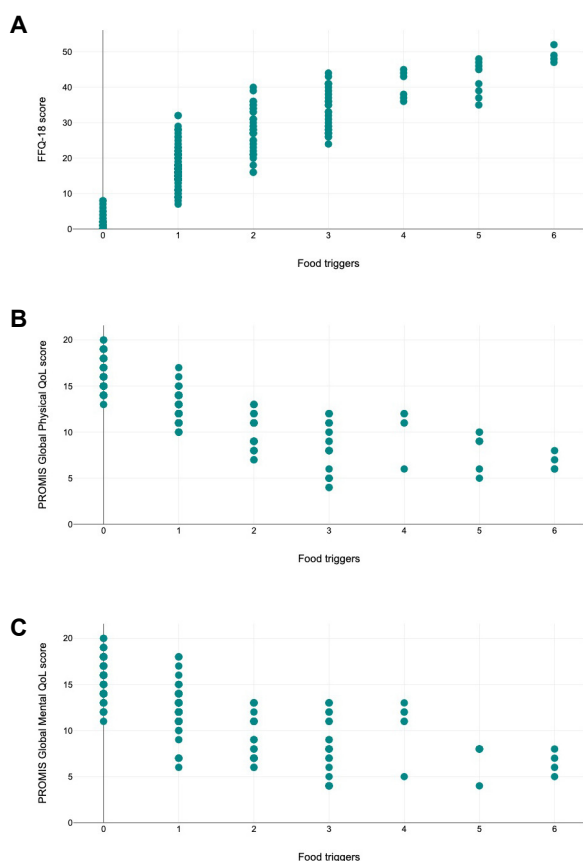 A
FFQ-18 score
50
40
30
20
10
0
0 1 2 3 4 5 6
Food triggers
B
PROMIS Global Physical QoL score
20
15
10
5
0
0 1 2 3 4 5 6
Food triggers
C
PROMIS Global Mental QoL score
20
15
10
5
0
0 1 2 3 4 5 6
Food triggers